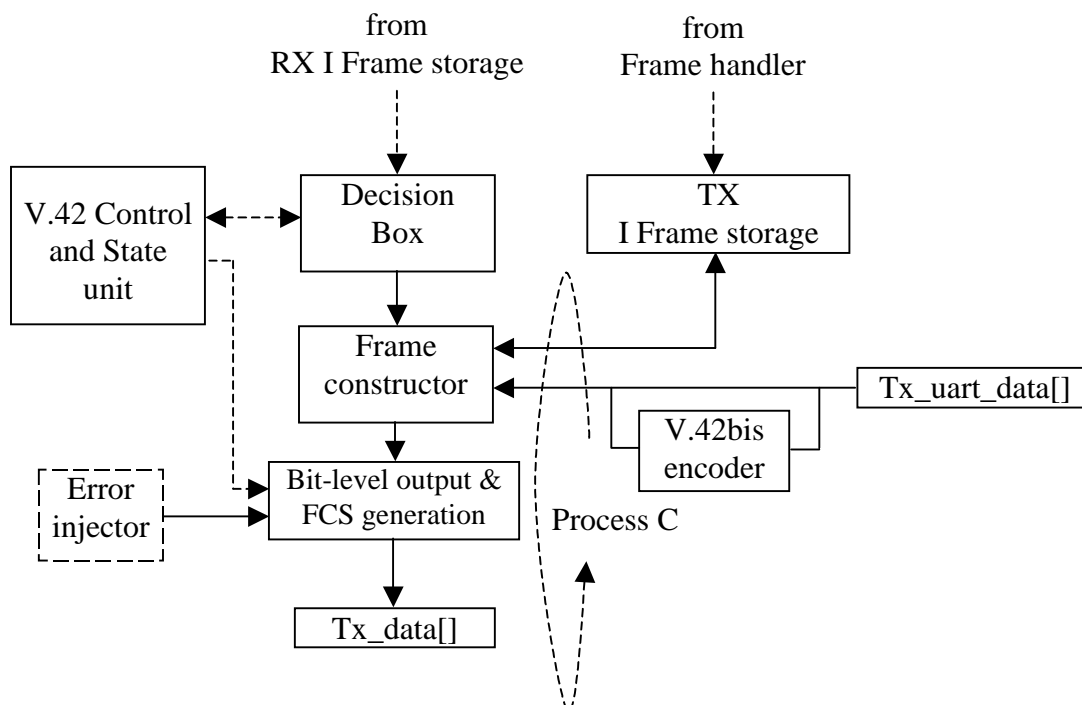 from
RX I Frame storage
from
Frame handler
V.42 Control
and State
unit
Decision
Box
TX
I Frame storage
Frame
constructor
Tx_uart_data[]
V.42bis
encoder
Error
injector
Bit-level output &
FCS generation
Process C
Tx_data[]